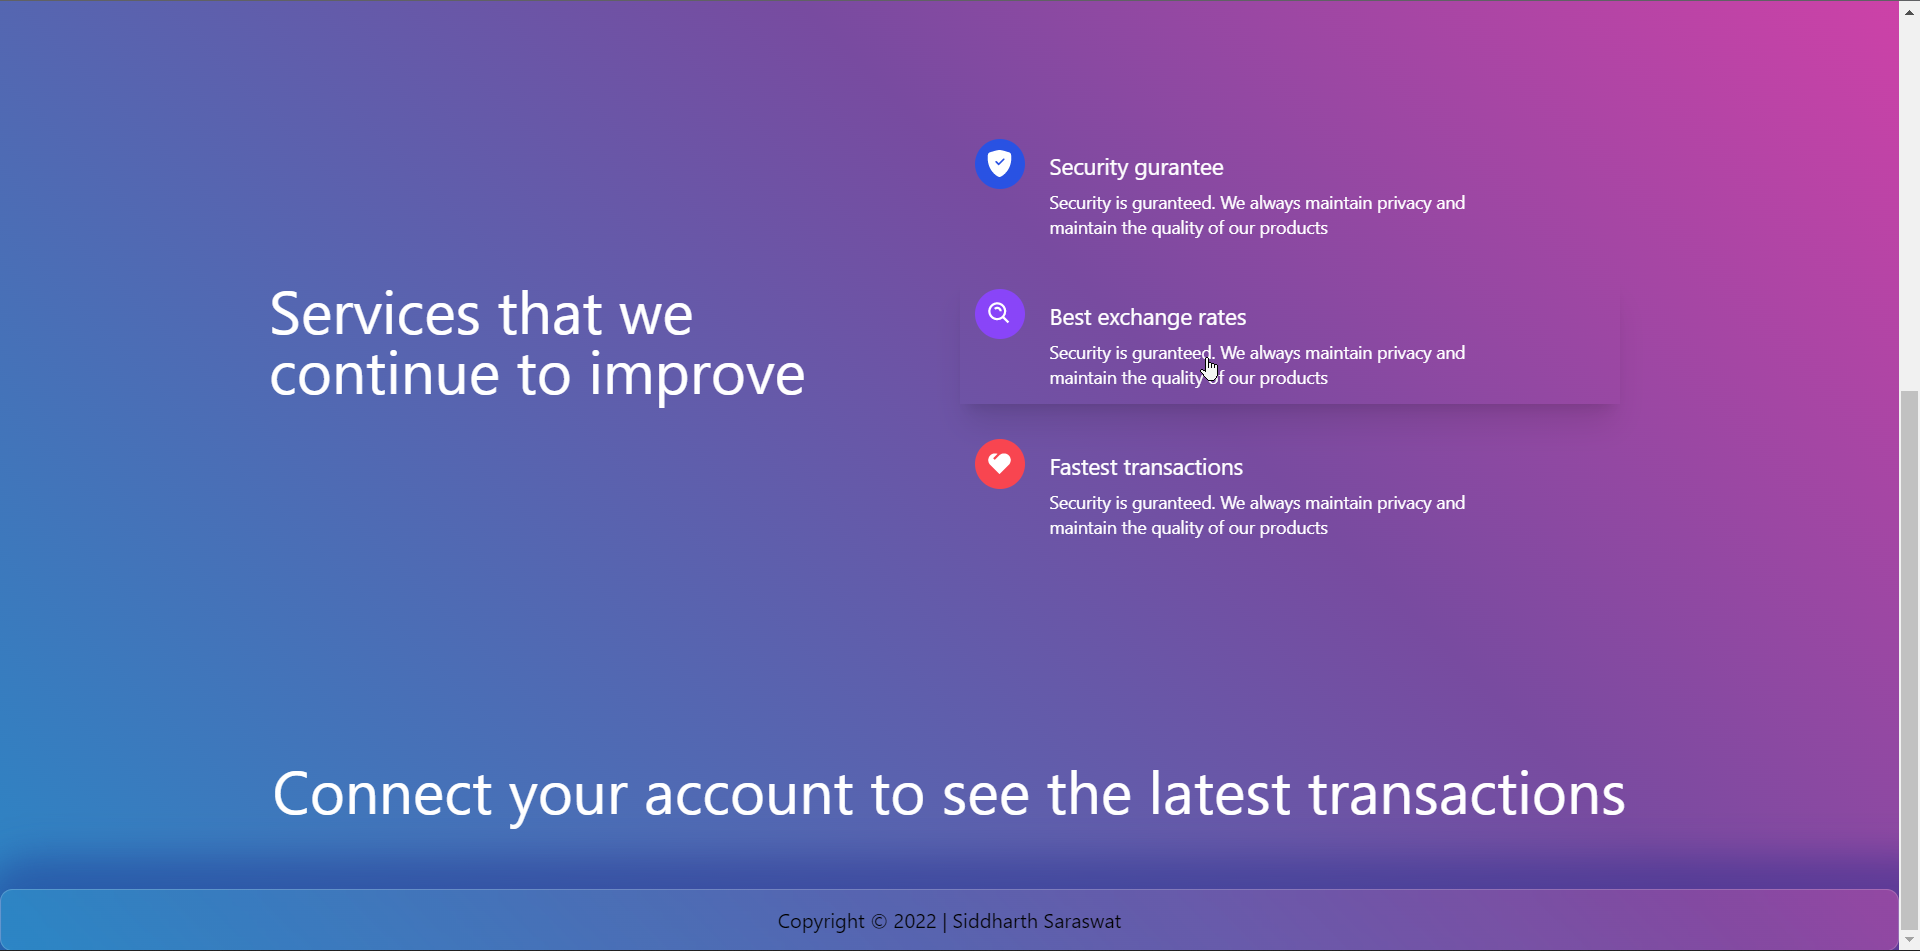 Services that we
continue to improve
Security gurantee
Security is guranteed. We always maintain privacy and
maintain the quality of our products
Best exchange rates
Security is guranteed. We always maintain privacy and
maintain the quality of our products
Fastest transactions
Security is guranteed. We always maintain privacy and
maintain the quality of our products
Connect your account to see the latest transactions
Copyright © 2022 | Siddharth Saraswat